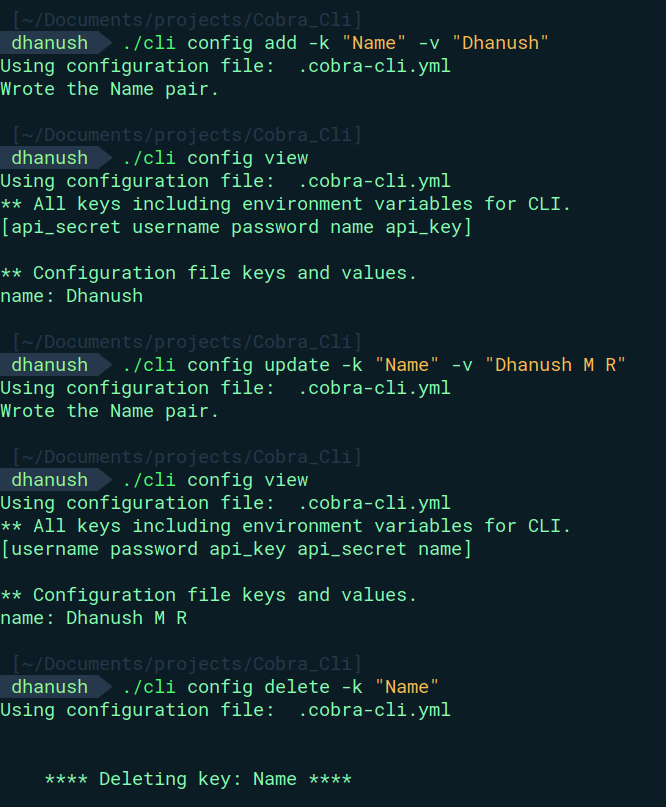 [~/Documents/projects/Cobra_Cli]
dhanush ./cli config add -k "Name" -v "Dhanush"
Using configuration file:  .cobra-cli.yml
Wrote the Name pair.
[~/Documents/projects/Cobra_Cli]
dhanush ./cli config view
Using configuration file:  .cobra-cli.yml
** All keys including environment variables for CLI.
[api_secret username password name api_key]
** Configuration file keys and values.
name: Dhanush
[~/Documents/projects/Cobra_Cli]
dhanush ./cli config update -k "Name" -v "Dhanush M R"
Using configuration file:  .cobra-cli.yml
Wrote the Name pair.
[~/Documents/projects/Cobra_Cli]
dhanush ./cli config view
Using configuration file:  .cobra-cli.yml
** All keys including environment variables for CLI.
[username password api_key api_secret name]
** Configuration file keys and values.
name: Dhanush M R
[~/Documents/projects/Cobra_Cli]
dhanush ./cli config delete -k "Name"
Using configuration file:  .cobra-cli.yml
**** Deleting key: Name ****